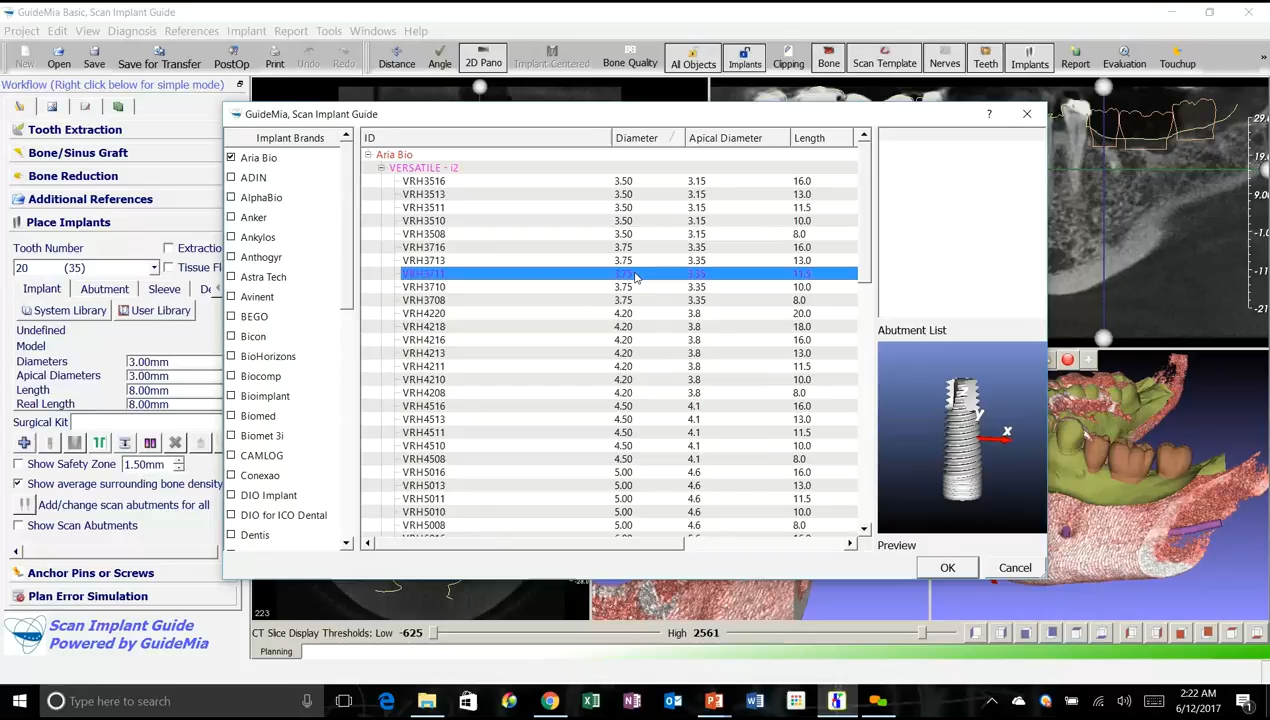 GuideMia Basic, Scan Implant Guide
Project Edit View Diagnosis References Implant Report Tools Windows Help
New Open Save Save for Transfer PostOp Print Undo Redo Distance Angle 2D Pano Implant Centered Bone Quality All Objects Implants Clipping Bone Scan Template Nerves Teeth Implants Report Evaluation Touchup
Workflow (Right click below for simple mode)
Tooth Extraction
Bone/Sinus Graft
Bone Reduction
Additional References
Place Implants
Tooth Number Extraction
20 (35) Tissue Fl
Implant Abutment Sleeve De
System Library User Library
Undefined
Model
Diameters 3.00mm
Apical Diameters 3.00mm
Length 8.00mm
Real Length 8.00mm
Surgical Kit
Show Safety Zone 1.50mm
Show average surrounding bone density
Add/change scan abutments for all
Show Scan Abutments
Anchor Pins or Screws
Plan Error Simulation
Scan Implant Guide
Powered by GuideMia
GuideMia, Scan Implant Guide
Implant Brands
Aria Bio
ADIN
AlphaBio
Anker
Ankylos
Anthogyr
Astra Tech
Avinent
BEGO
Bicon
BioHorizons
Biocomp
Bioimplant
Biomed
Biomet 3i
CAMLOG
Conexao
DIO Implant
DIO for ICO Dental
Dentis
ID Diameter Apical Diameter Length
Aria Bio
VERSATILE - i2
VRH3516 3.50 3.15 16.0
VRH3513 3.50 3.15 13.0
VRH3511 3.50 3.15 11.5
VRH3510 3.50 3.15 10.0
VRH3508 3.50 3.15 8.0
VRH3716 3.75 3.35 16.0
VRH3713 3.75 3.35 13.0
VRH3711 3.75 3.35 11.5
VRH3710 3.75 3.35 10.0
VRH3708 3.75 3.35 8.0
VRH4220 4.20 3.8 20.0
VRH4218 4.20 3.8 18.0
VRH4216 4.20 3.8 16.0
VRH4213 4.20 3.8 13.0
VRH4211 4.20 3.8 11.5
VRH4210 4.20 3.8 10.0
VRH4208 4.20 3.8 8.0
VRH4516 4.50 4.1 16.0
VRH4513 4.50 4.1 13.0
VRH4511 4.50 4.1 11.5
VRH4510 4.50 4.1 10.0
VRH4508 4.50 4.1 8.0
VRH5016 5.00 4.6 16.0
VRH5013 5.00 4.6 13.0
VRH5011 5.00 4.6 11.5
VRH5010 5.00 4.6 10.0
VRH5008 5.00 4.6 8.0
Abutment List
Y
X
Preview
OK Cancel
29.
9.00
-1.
-21
223
CT Slice Display Thresholds: Low -625 High 2561
Planning
Type here to search
2:22 AM
6/12/2017